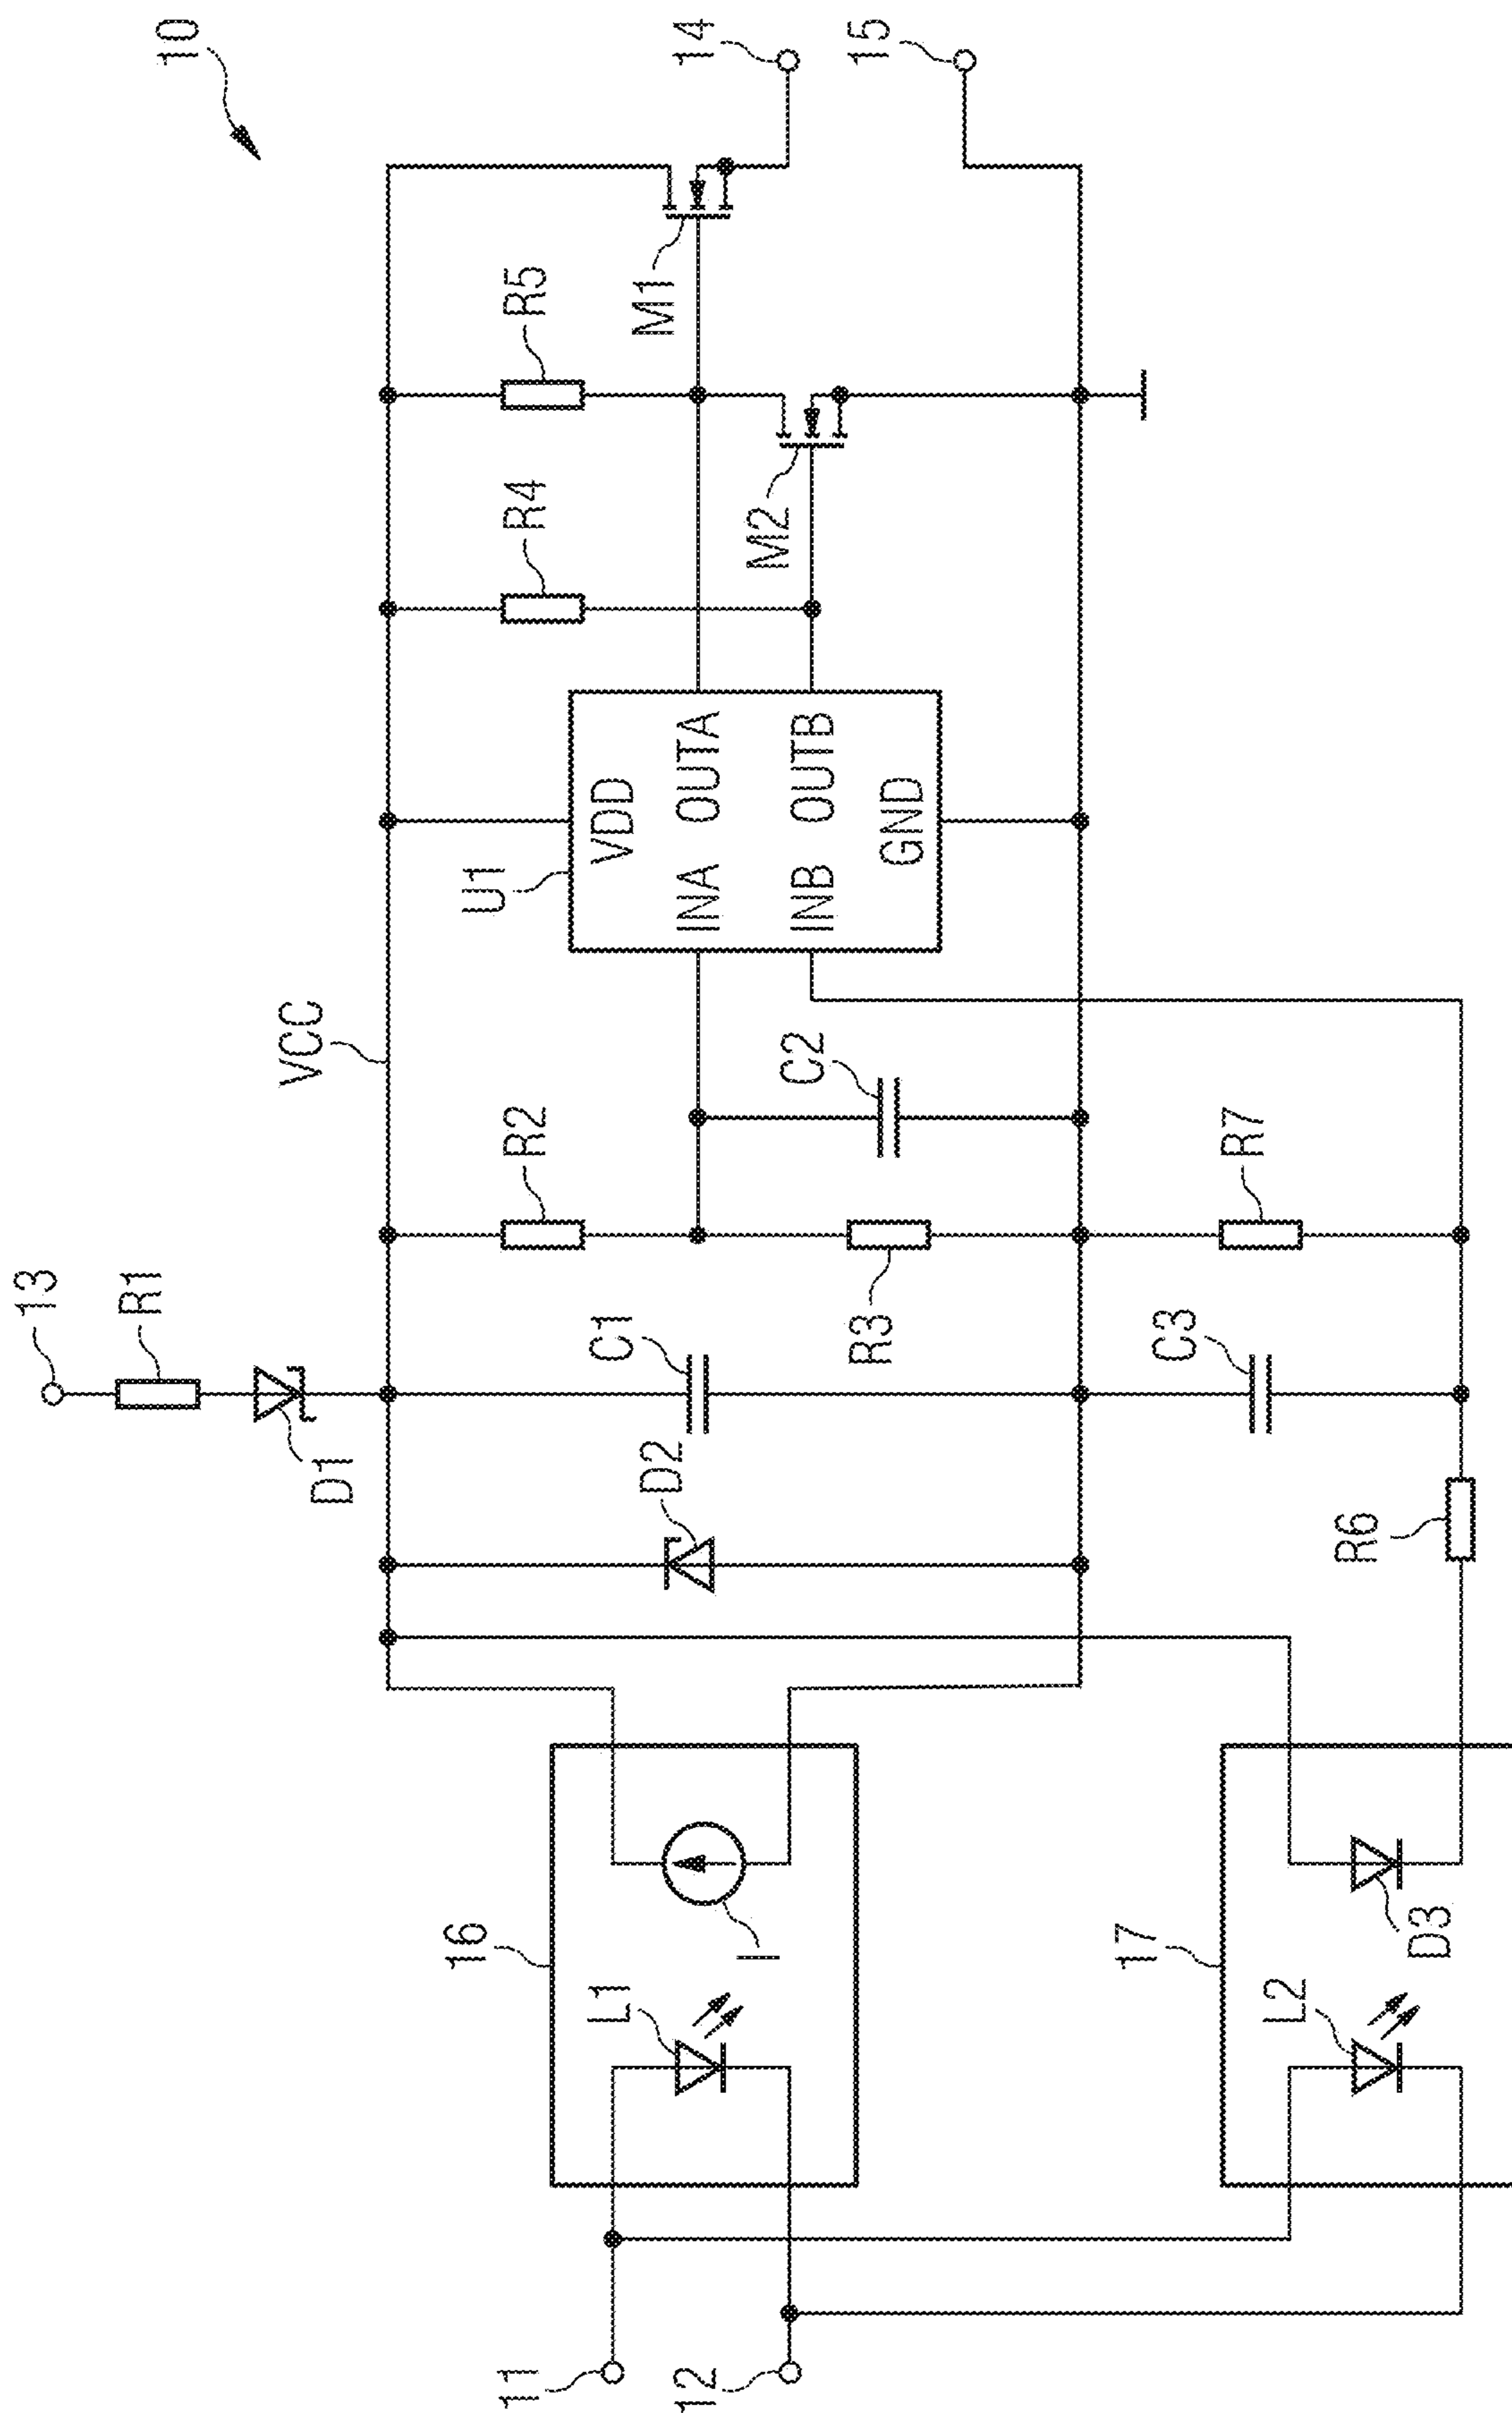 10
13
R1
D1
VCC
14
15
R5
R4
M1
M2
U1
VDD
INA OUTA
INB OUTB
GND
R2
C2
R3
C1
D2
R7
C3
R6
16
L1
I
17
L2
D3
11
12